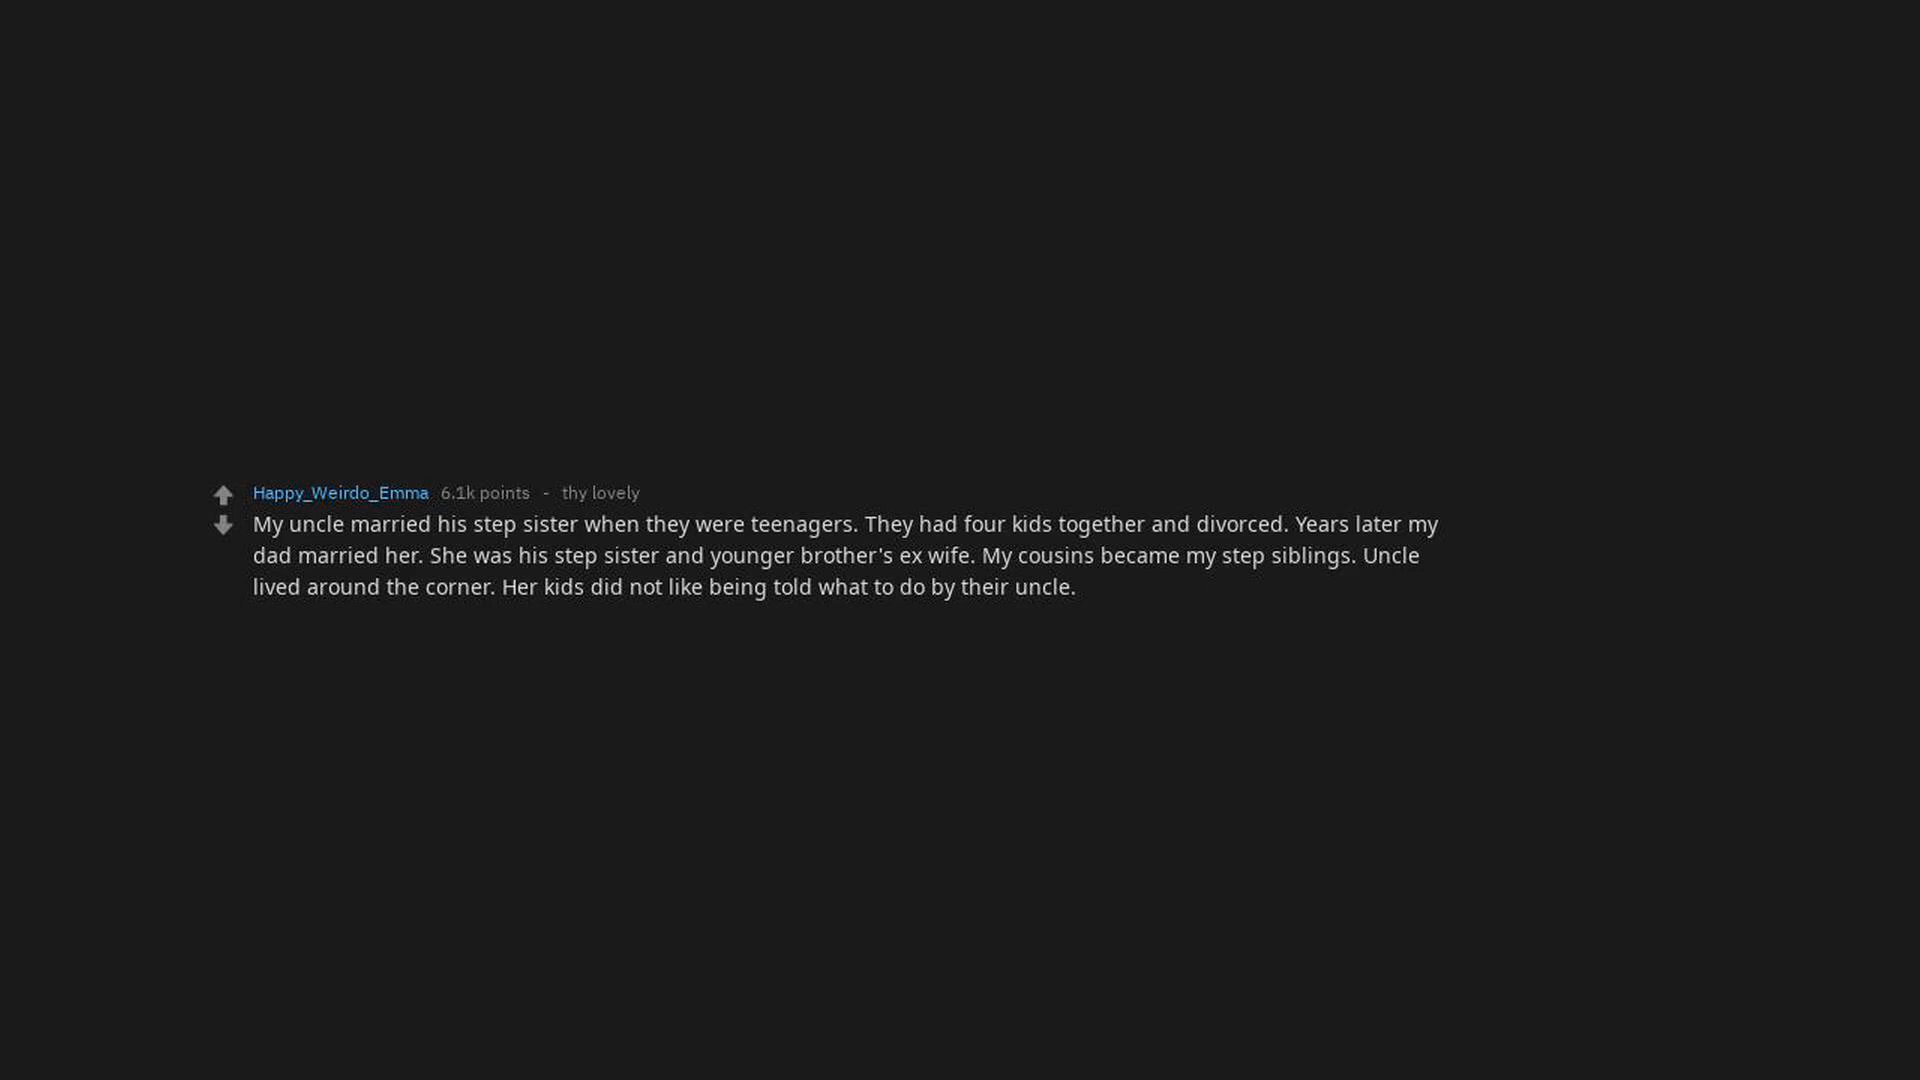 Happy_Weirdo_Emma 6.1k points - thy lovely
My uncle married his step sister when they were teenagers. They had four kids together and divorced. Years later my
dad married her. She was his step sister and younger brother's ex wife. My cousins became my step siblings. Uncle
lived around the corner. Her kids did not like being told what to do by their uncle.